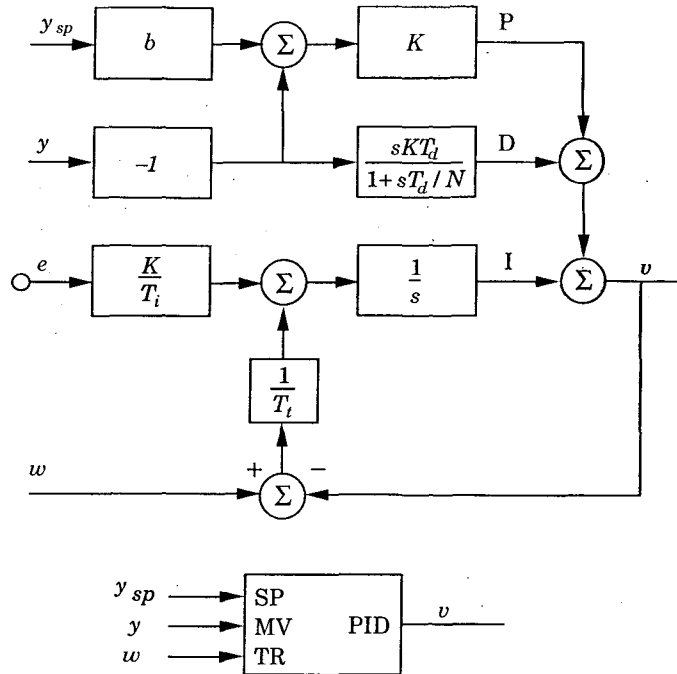 y_sp b Σ K P
y -1 sKT_d / 1 + sT_d / N D Σ
e K / T_i Σ 1 / s I Σ v
1 / T_t
w + − Σ
y_sp SP
y MV PID v
w TR